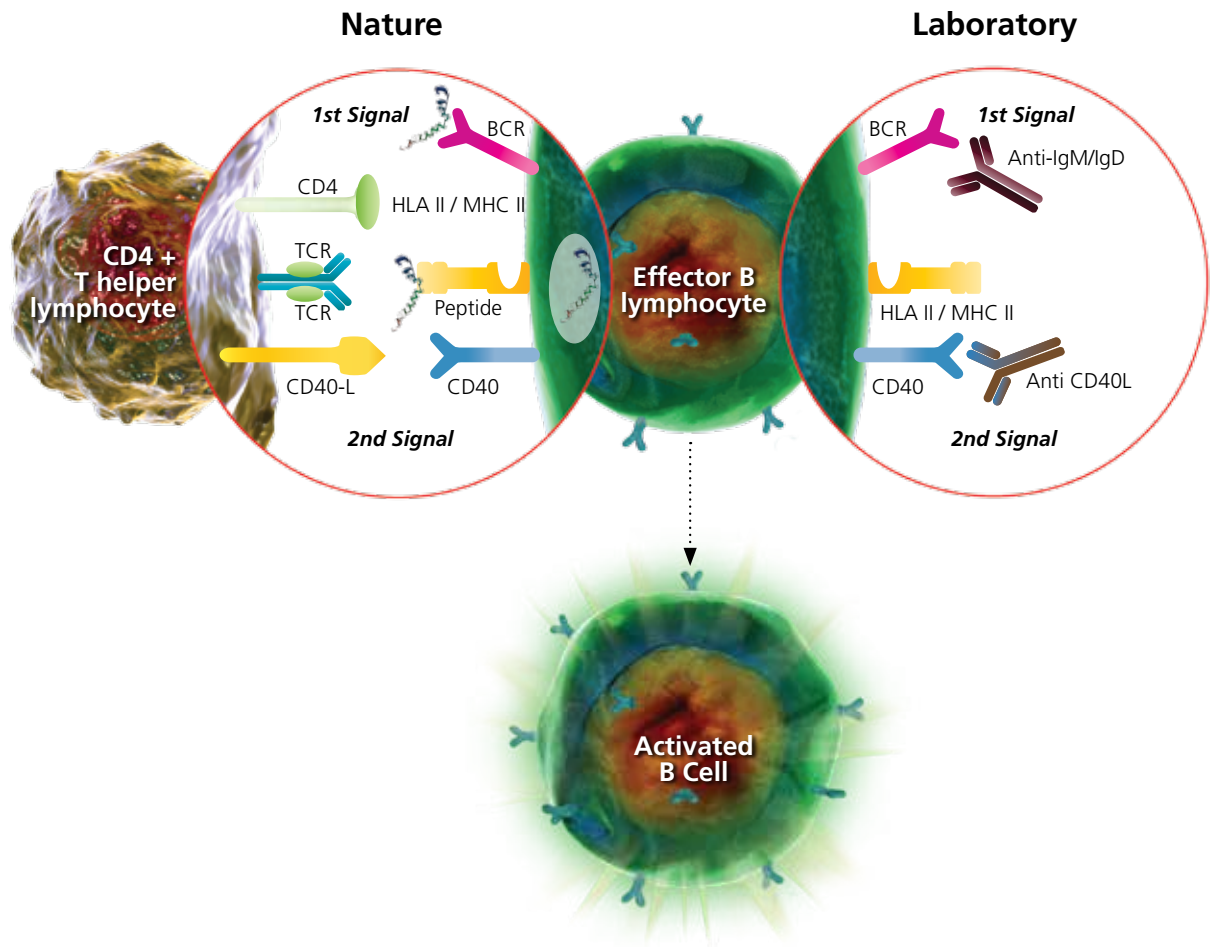 Nature
Laboratory
1st Signal
BCR
CD4
HLA II / MHC II
TCR
TCR
CD4 +
T helper
lymphocyte
Peptide
CD40-L
CD40
2nd Signal
Effector B
lymphocyte
BCR
1st Signal
Anti-IgM/IgD
HLA II / MHC II
CD40
Anti CD40L
2nd Signal
Activated
B Cell